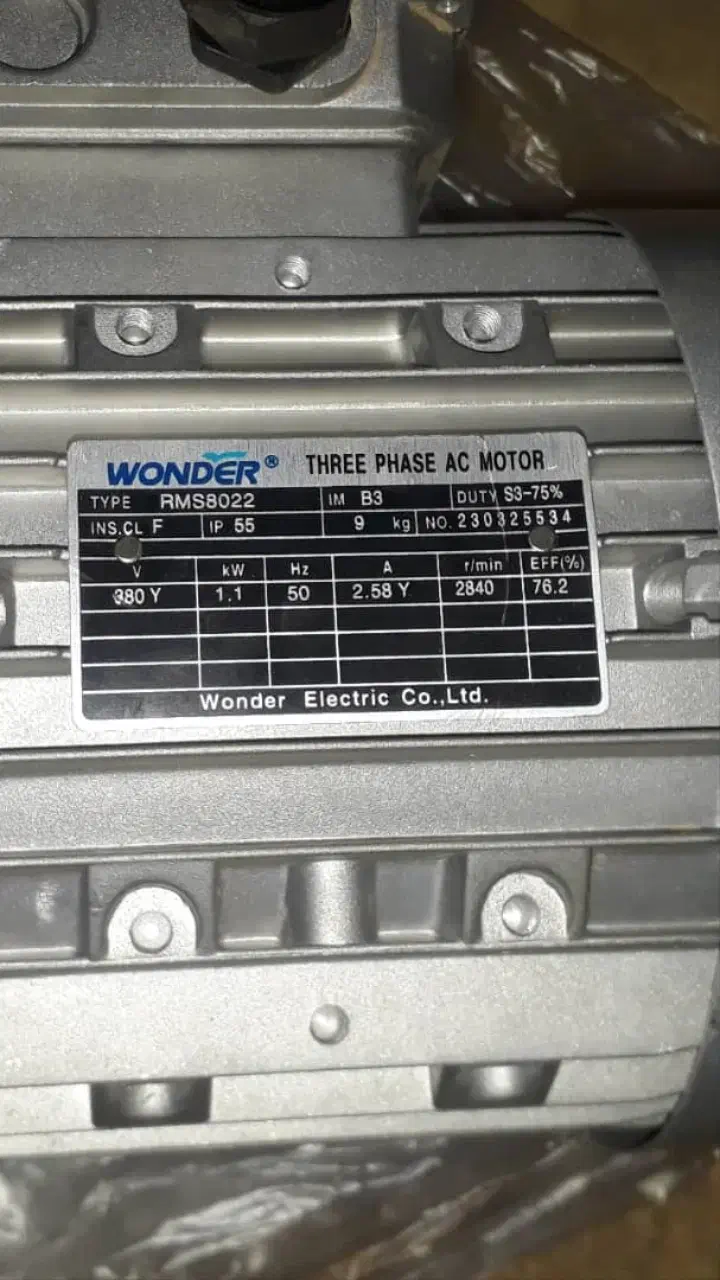 WONDER® THREE PHASE AC MOTOR
TYPE RMS8022 IM B3 DUTY S3-75%
INS.CL F IP 55 9 kg NO. 230325534
V kW Hz A r/min EFF(%)
380 Y 1.1 50 2.58 Y 2840 76.2
Wonder Electric Co.,Ltd.